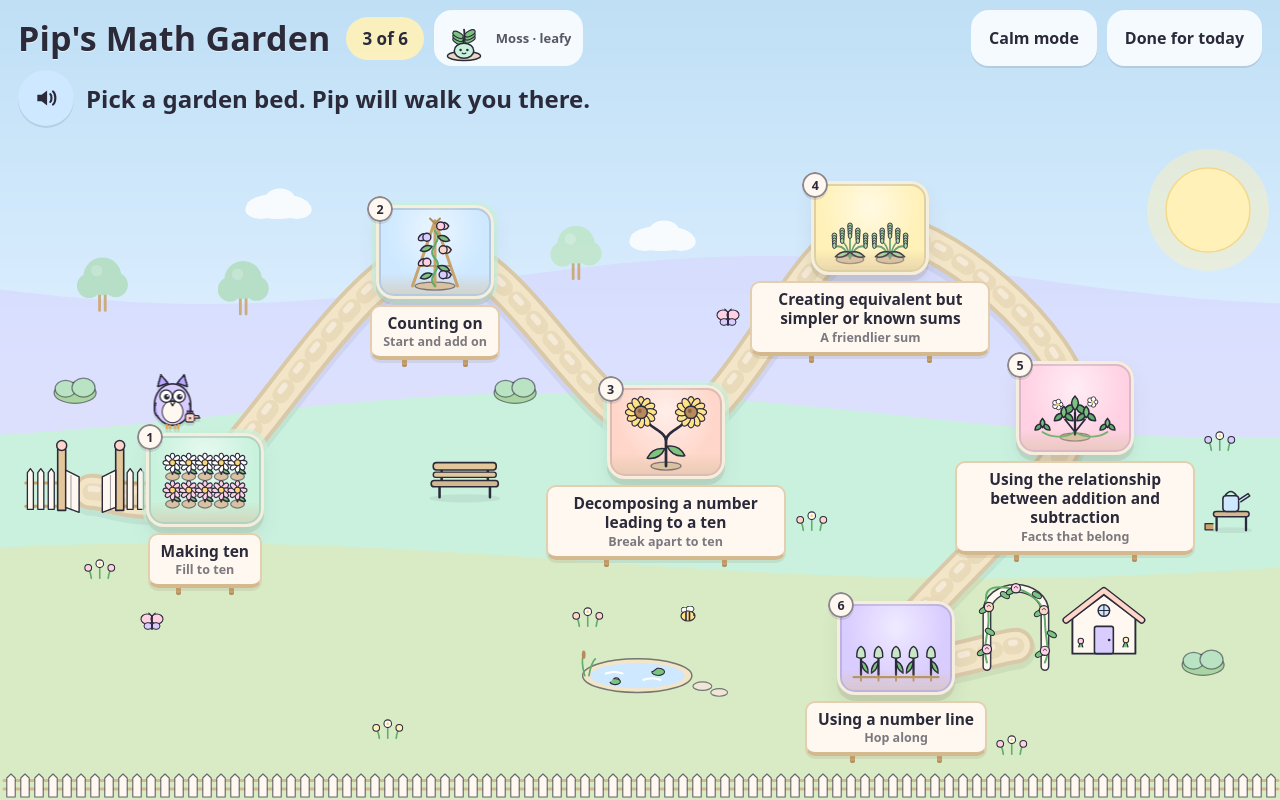 Pip's Math Garden
3 of 6
Moss · leafy
Calm mode
Done for today
Pick a garden bed. Pip will walk you there.
1
Making ten
Fill to ten
2
Counting on
Start and add on
3
Decomposing a number
leading to a ten
Break apart to ten
4
Creating equivalent but
simpler or known sums
A friendlier sum
5
Using the relationship
between addition and
subtraction
Facts that belong
6
Using a number line
Hop along